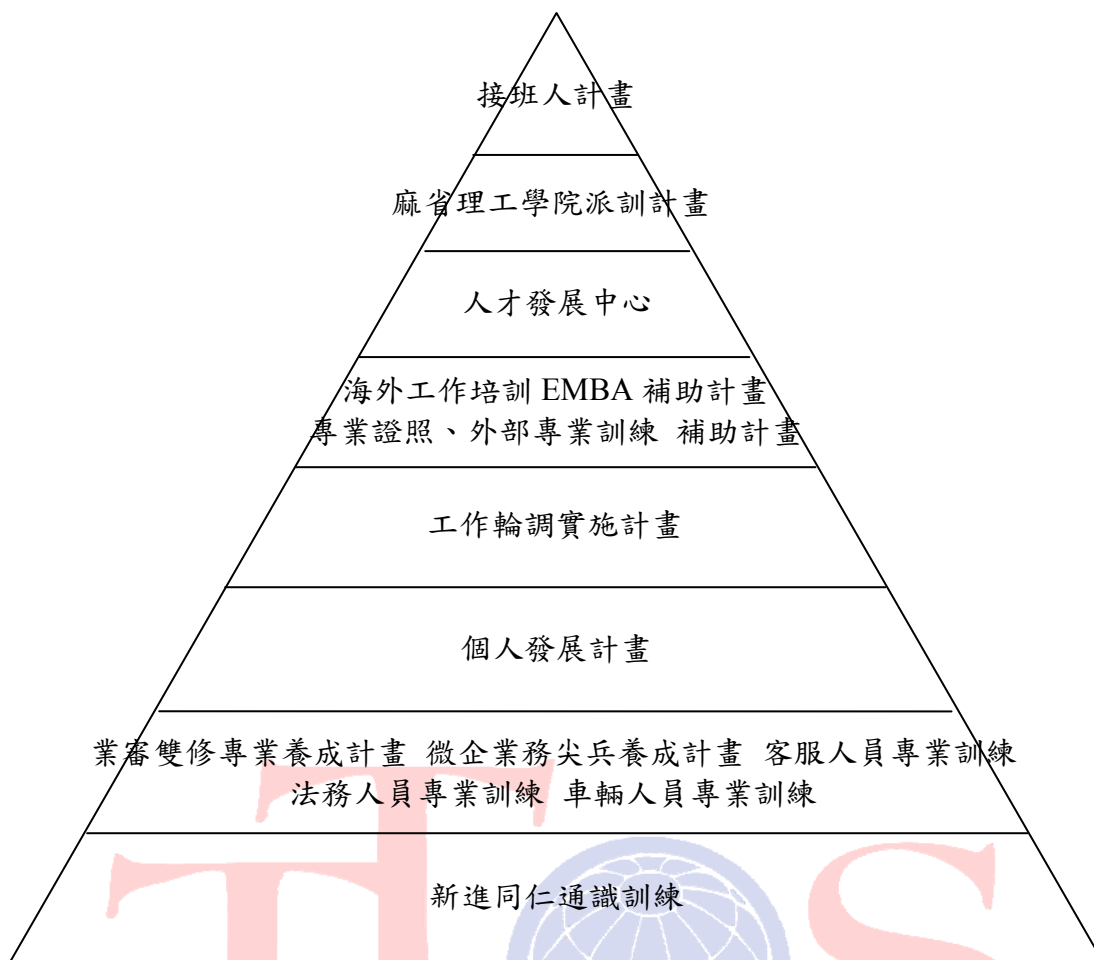 接班人計畫
麻省理工學院派訓計畫
人才發展中心
海外工作培訓 EMBA 補助計畫
專業證照、外部專業訓練 補助計畫
工作輪調實施計畫
個人發展計畫
業審雙修專業養成計畫 微企業務尖兵養成計畫 客服人員專業訓練
法務人員專業訓練 車輛人員專業訓練
新進同仁通識訓練